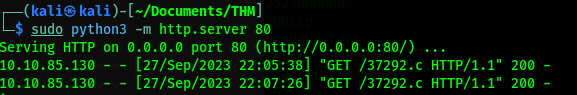 ┌──(kali㉿kali)-[~/Documents/THM]
└─$ sudo python3 -m http.server 80
Serving HTTP on 0.0.0.0 port 80 (http://0.0.0.0:80/) ...
10.10.85.130 - - [27/Sep/2023 22:05:38] "GET /37292.c HTTP/1.1" 200 -
10.10.85.130 - - [27/Sep/2023 22:07:26] "GET /37292.c HTTP/1.1" 200 -